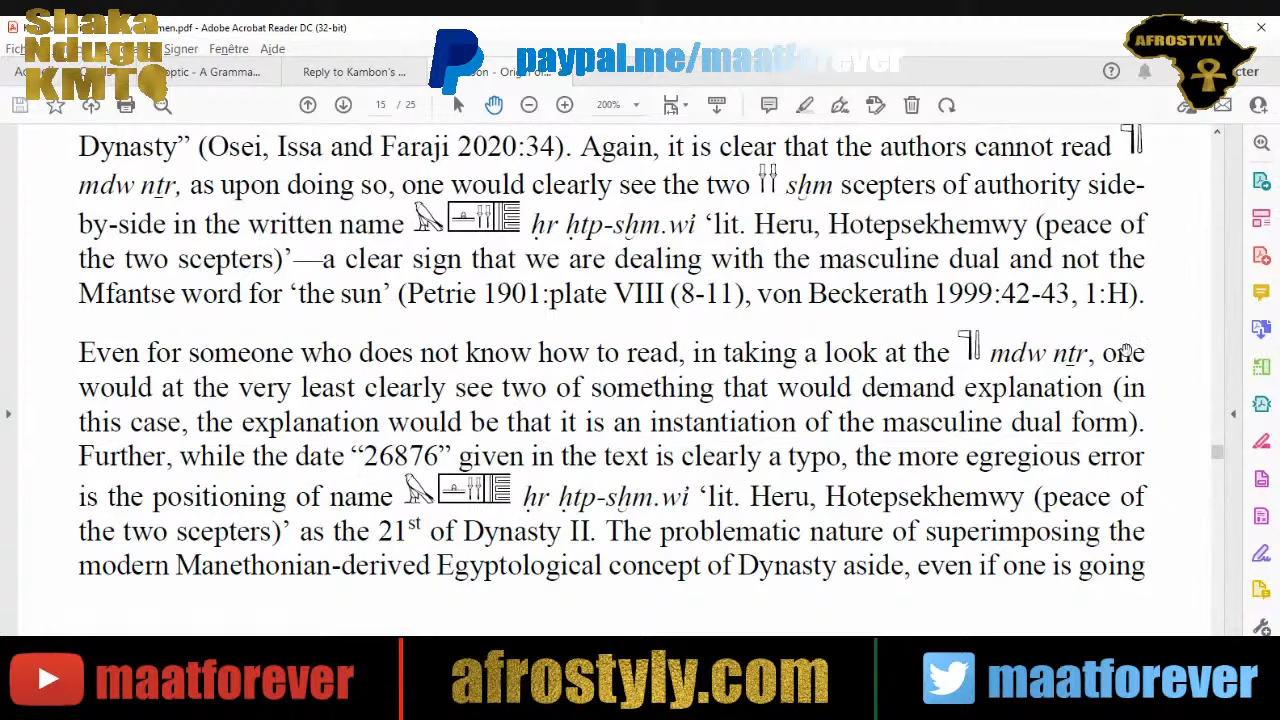 Shaka
Ndugu
KMT
men.pdf - Adobe Acrobat Reader DC (32-bit)
Signer Fenêtre Aide
optic - A Gramma... Reply to Kambon's ...
paypal.me/maatforever
AFROSTYLY
15 / 25 200%
Dynasty” (Osei, Issa and Faraji 2020:34). Again, it is clear that the authors cannot read
mdw nṯr, as upon doing so, one would clearly see the two sḫm scepters of authority side-
by-side in the written name ḥr ḥtp-sḫm.wi ‘lit. Heru, Hotepsekhemwy (peace of
the two scepters)’—a clear sign that we are dealing with the masculine dual and not the
Mfantse word for ‘the sun’ (Petrie 1901:plate VIII (8-11), von Beckerath 1999:42-43, 1:H).
Even for someone who does not know how to read, in taking a look at the mdw nṯr, one
would at the very least clearly see two of something that would demand explanation (in
this case, the explanation would be that it is an instantiation of the masculine dual form).
Further, while the date “26876” given in the text is clearly a typo, the more egregious error
is the positioning of name ḥr ḥtp-sḫm.wi ‘lit. Heru, Hotepsekhemwy (peace of
the two scepters)’ as the 21st of Dynasty II. The problematic nature of superimposing the
modern Manethonian-derived Egyptological concept of Dynasty aside, even if one is going
maatforever afrostyly.com maatforever